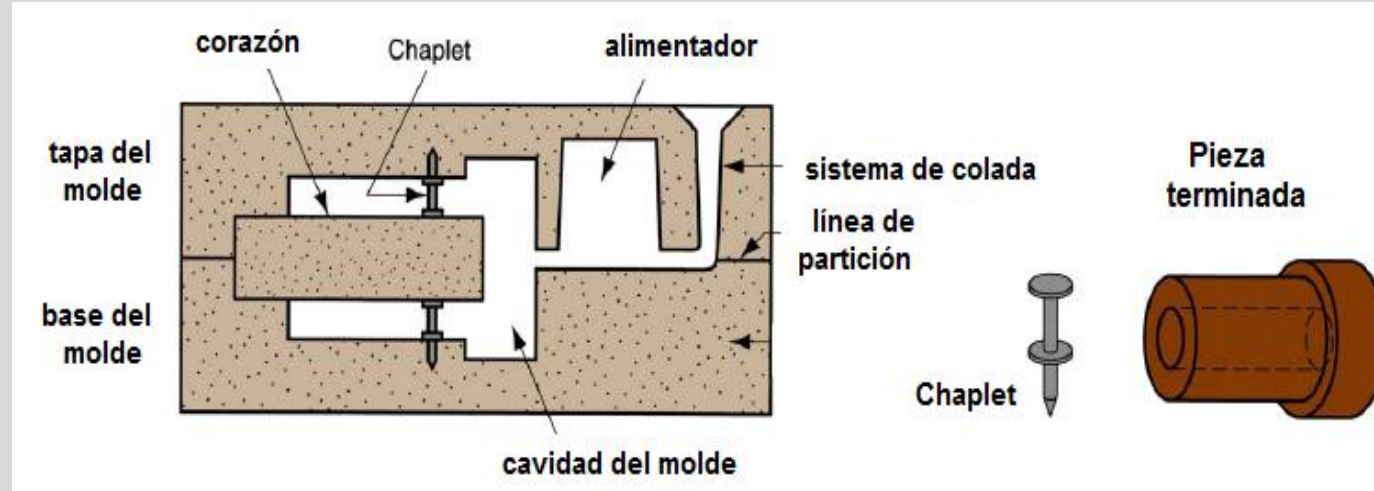 corazón
Chaplet
alimentador
tapa del
molde
sistema de colada
línea de
partición
base del
molde
cavidad del molde
Pieza
terminada
Chaplet